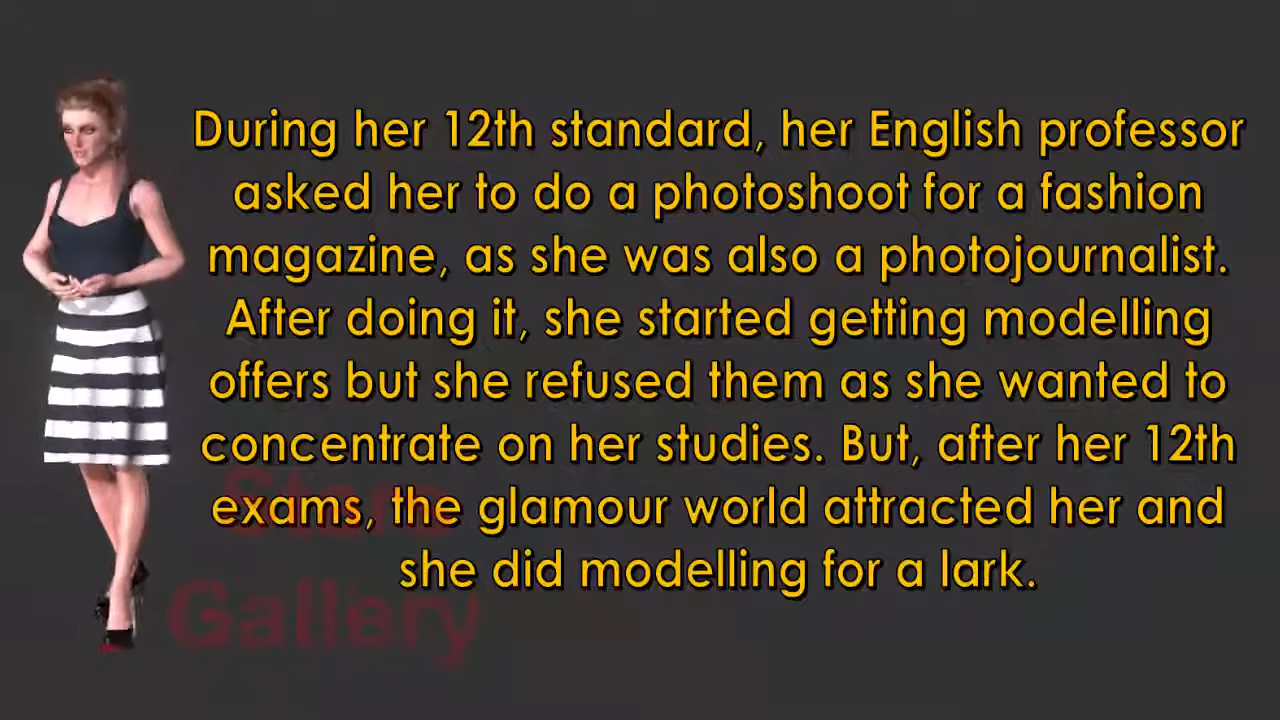 During her 12th standard, her English professor
asked her to do a photoshoot for a fashion
magazine, as she was also a photojournalist.
After doing it, she started getting modelling
offers but she refused them as she wanted to
concentrate on her studies. But, after her 12th
exams, the glamour world attracted her and
she did modelling for a lark.
Gallery